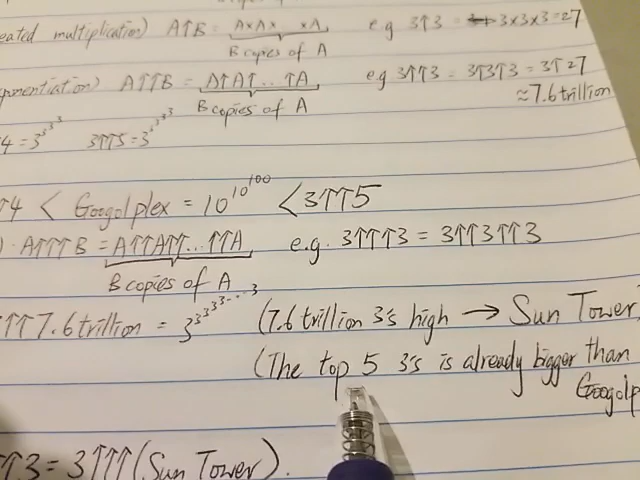 eated multiplication) A↑B = A×A×...×A e.g 3↑3 = 3×3×3=27
B copies of A
ponentiation) A↑↑B = A↑A↑...↑A e.g 3↑↑3 = 3↑3↑3 = 3↑27
B copies of A ≈7.6 trillion
4 = 3^3^3^3 3↑↑5 = 3^3^3^3^3
↑4 < Googolplex = 10^10^100 < 3↑↑5
) · A↑↑↑B = A↑↑A↑↑...↑↑A e.g. 3↑↑↑3 = 3↑↑3↑↑3
B copies of A
↑↑7.6 trillion = 3^3^3^3^3^...^3 (7.6 trillion 3's high → Sun Tower)
(The top 5 3's is already bigger than
Googolp
↑↑3 = 3↑↑↑(Sun Tower).